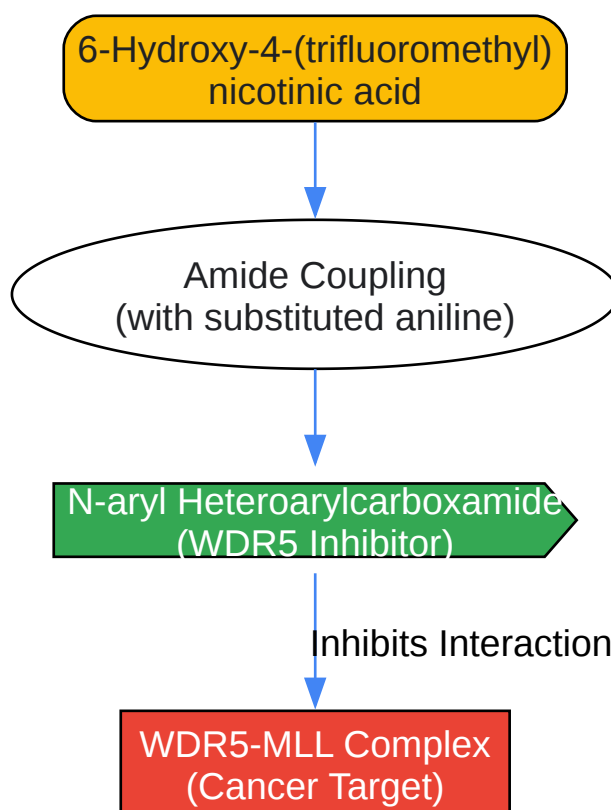 6-Hydroxy-4-(trifluoromethyl)
nicotinic acid
Amide Coupling
(with substituted aniline)
N-aryl Heteroarylcarboxamide
(WDR5 Inhibitor)
Inhibits Interaction
WDR5-MLL Complex
(Cancer Target)